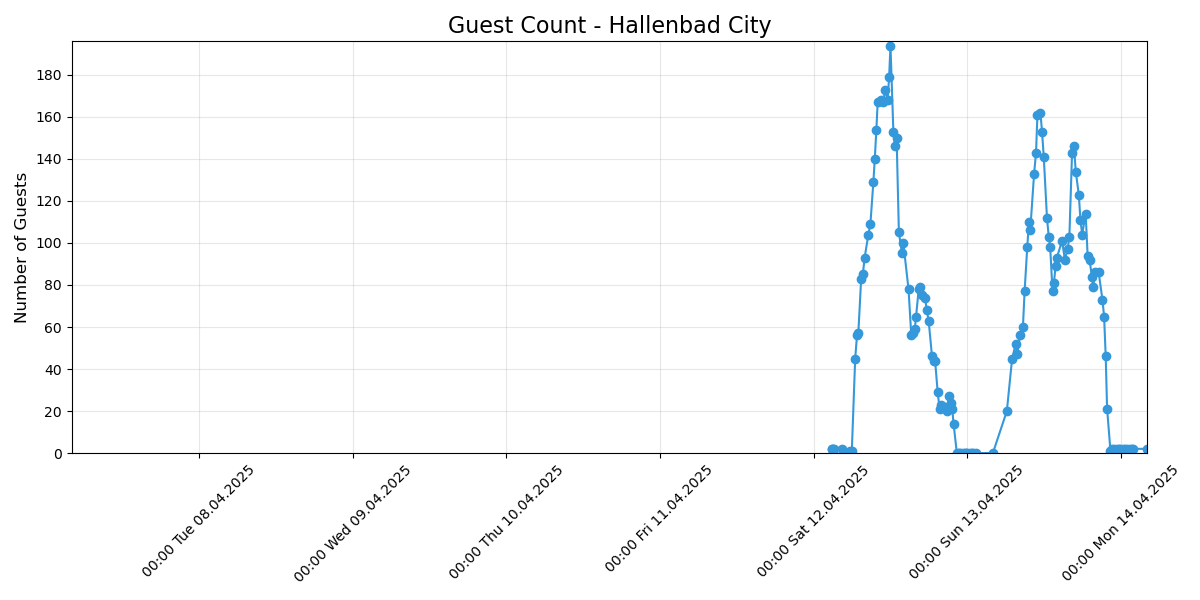 Guest Count - Hallenbad City
Number of Guests
180
160
140
120
100
80
60
40
20
0
00:00 Tue 08.04.2025
00:00 Wed 09.04.2025
00:00 Thu 10.04.2025
00:00 Fri 11.04.2025
00:00 Sat 12.04.2025
00:00 Sun 13.04.2025
00:00 Mon 14.04.2025